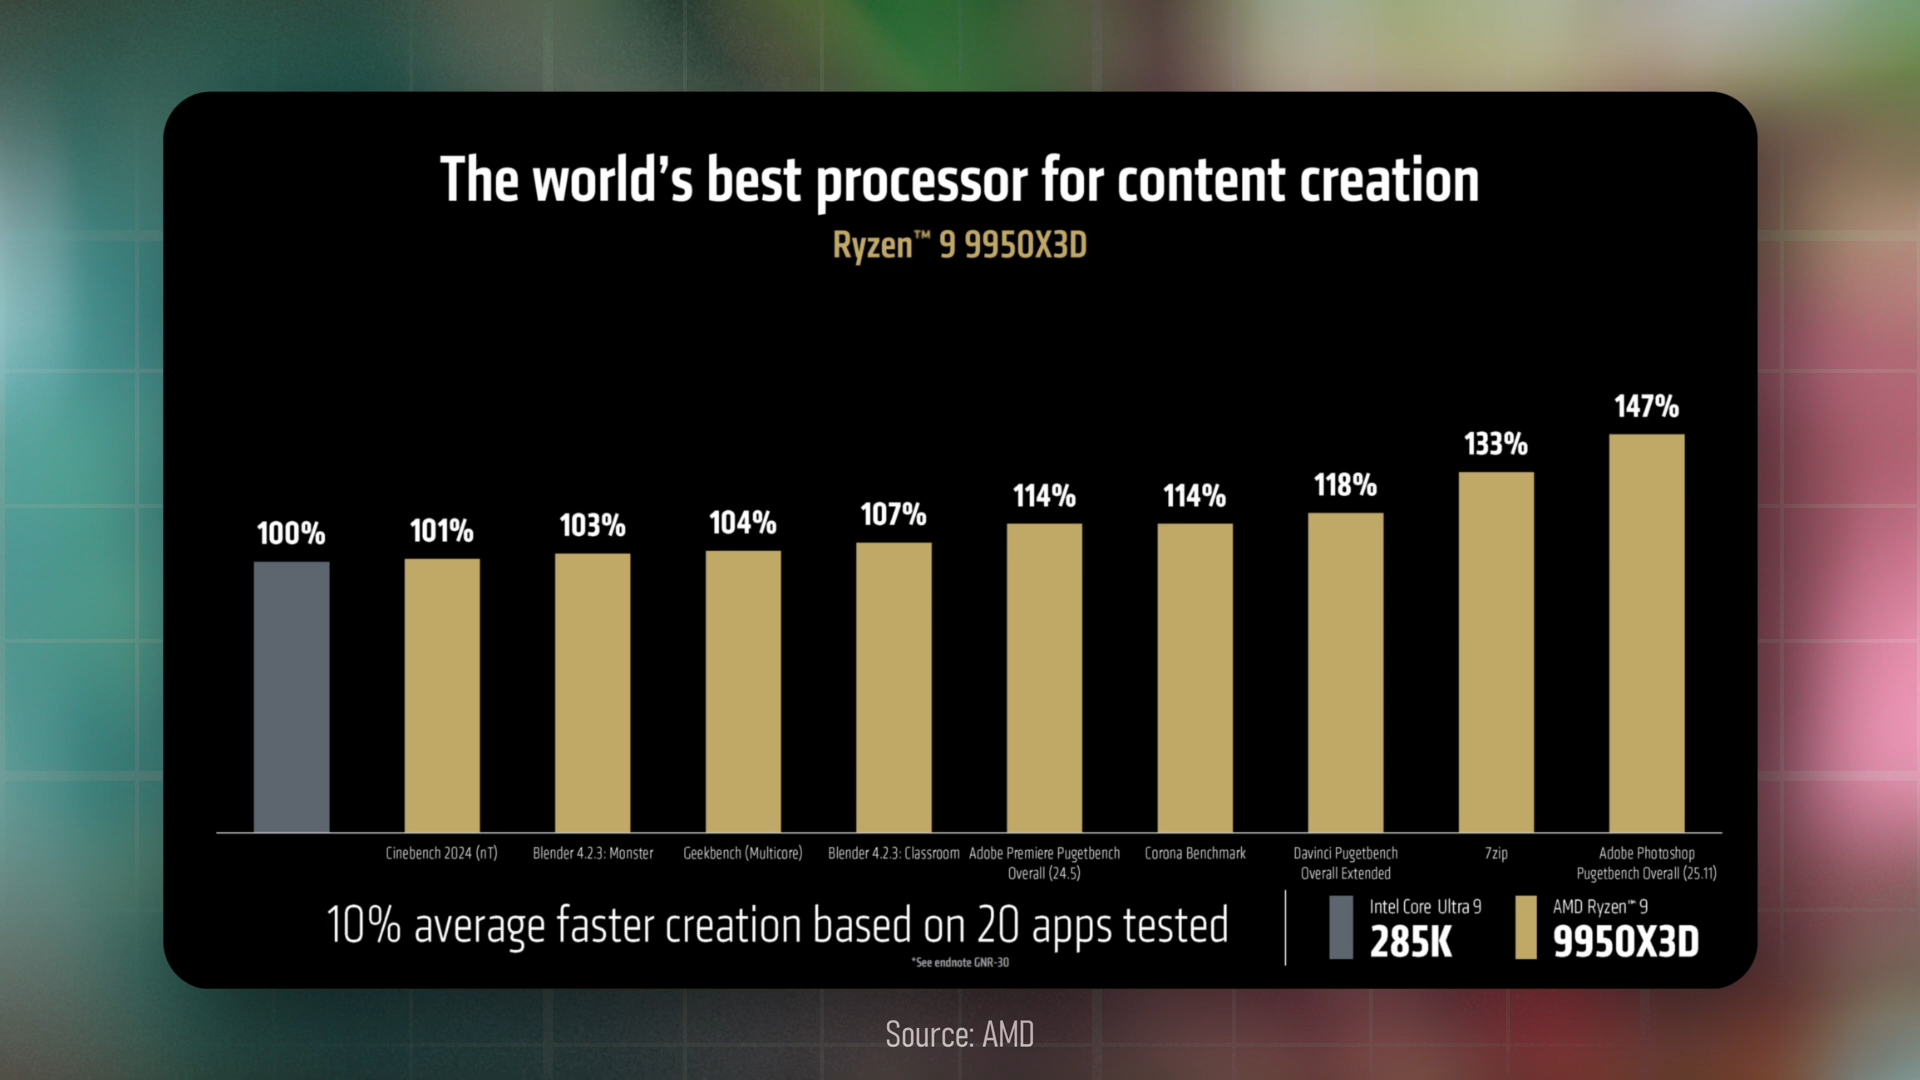 The world’s best processor for content creation
Ryzen™ 9 9950X3D
100%
101%
103%
104%
107%
114%
114%
118%
133%
147%
Cinebench 2024 (nT)
Blender 4.2.3: Monster
Geekbench (Multicore)
Blender 4.2.3: Classroom
Adobe Premiere Pugetbench
Overall (24.5)
Corona Benchmark
Davinci Pugetbench
Overall Extended
7zip
Adobe Photoshop
Pugetbench Overall (25.11)
10% average faster creation based on 20 apps tested
*See endnote GNR-30
Intel Core Ultra 9
285K
AMD Ryzen™ 9
9950X3D
Source: AMD